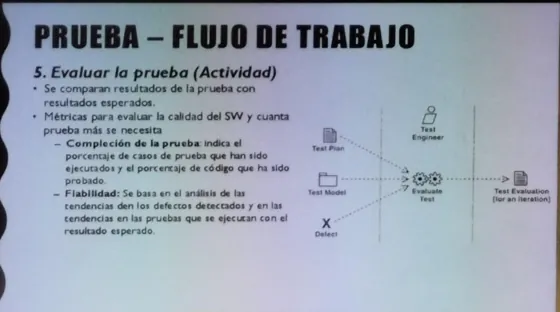 PRUEBA – FLUJO DE TRABAJO
5. Evaluar la prueba (Actividad)
• Se comparan resultados de la prueba con
resultados esperados.
• Métricas para evaluar la calidad del SW y cuanta
prueba más se necesita
– Compleción de la prueba: indica el
porcentaje de casos de prueba que han sido
ejecutados y el porcentaje de código que ha sido
probado.
– Fiabilidad: Se basa en el análisis de las
tendencias den los defectos detectados y en las
tendencias en las pruebas que se ejecutan con el
resultado esperado.
Test
Engineer
Test Plan
Test Model
Evaluate
Test
Test Evaluation
(for an iteration)
X
Defect